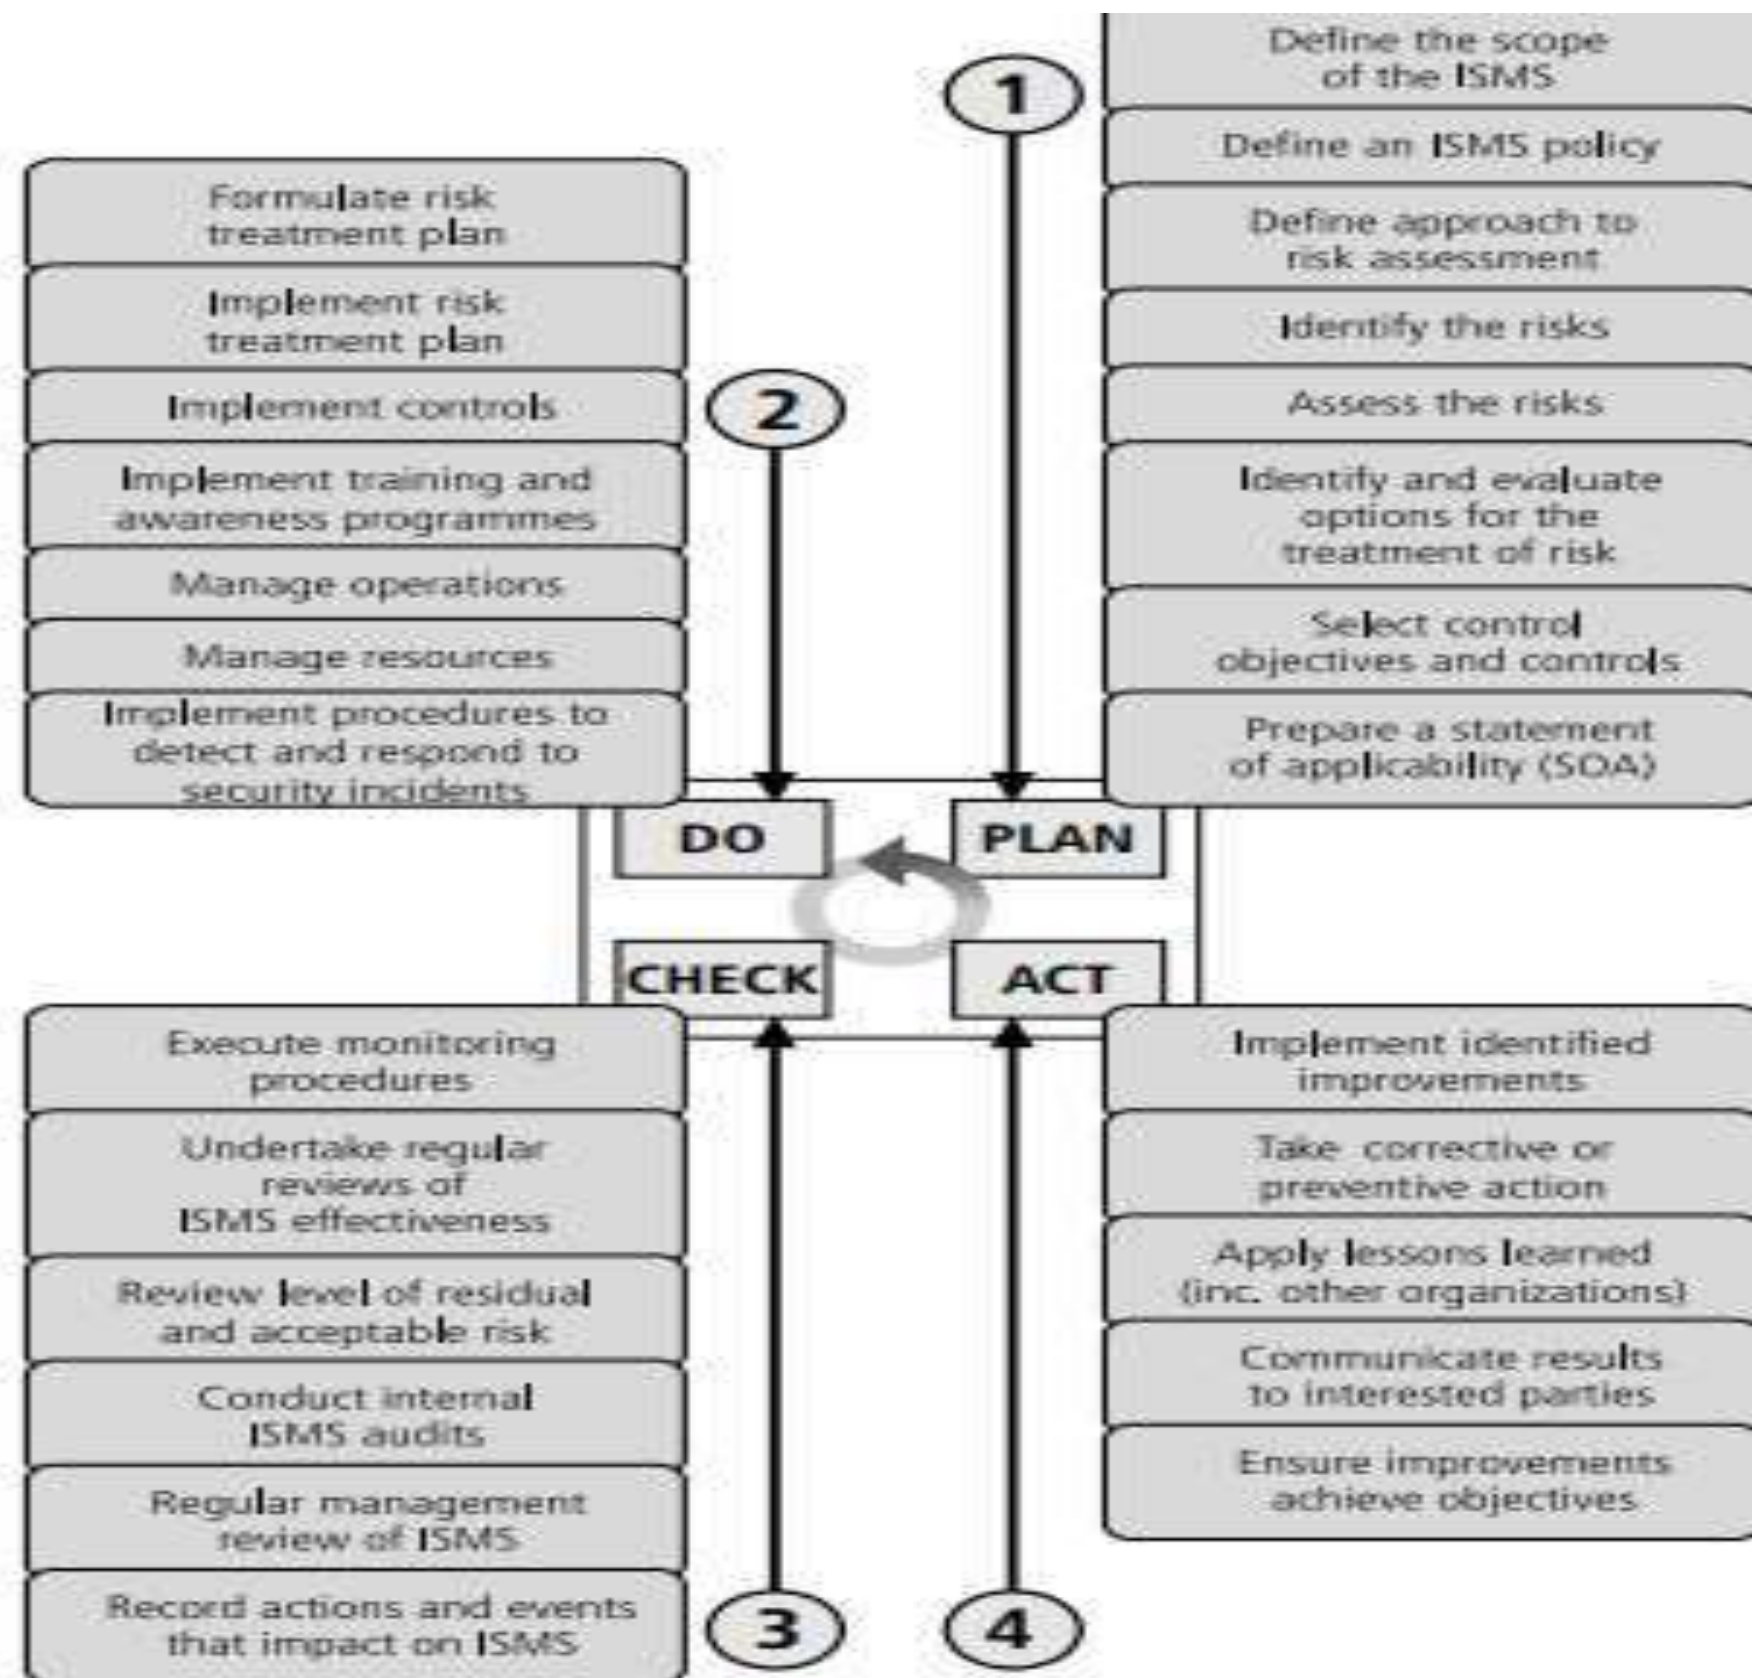 1
Define the scope
of the ISMS
Define an ISMS policy
Define approach to
risk assessment
Identify the risks
Assess the risks
Identify and evaluate
options for the
treatment of risk
Select control
objectives and controls
Prepare a statement
of applicability (SOA)
Formulate risk
treatment plan
Implement risk
treatment plan
Implement controls
Implement training and
awareness programmes
Manage operations
Manage resources
Implement procedures to
detect and respond to
security incidents
2
DO
PLAN
CHECK
ACT
Execute monitoring
procedures
Undertake regular
reviews of
ISMS effectiveness
Review level of residual
and acceptable risk
Conduct internal
ISMS audits
Regular management
review of ISMS
Record actions and events
that impact on ISMS
3
Implement identified
improvements
Take corrective or
preventive action
Apply lessons learned
(inc. other organizations)
Communicate results
to interested parties
Ensure improvements
achieve objectives
4